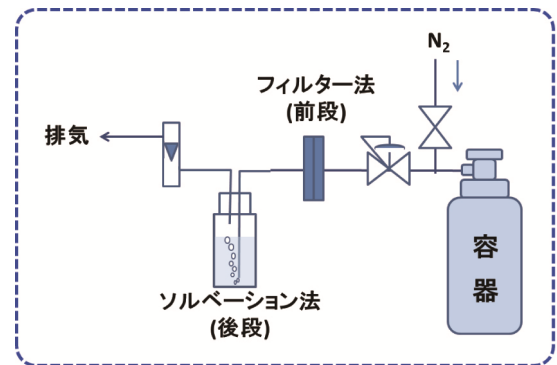 N₂
フィルター法
(前段)
排気
容
器
ソルベーション法
(後段)